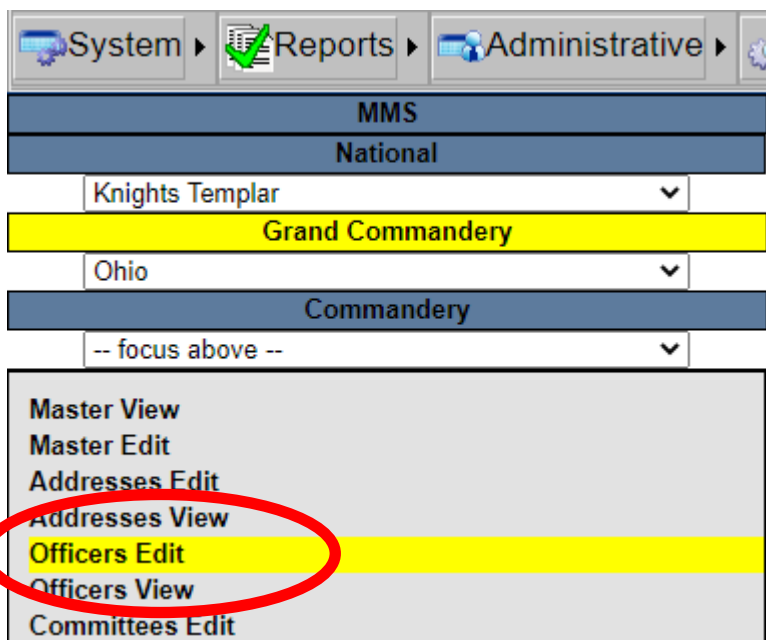 System Reports Administrative
MMS
National
Knights Templar
Grand Commandery
Ohio
Commandery
-- focus above --
Master View
Master Edit
Addresses Edit
Addresses View
Officers Edit
Officers View
Committees Edit